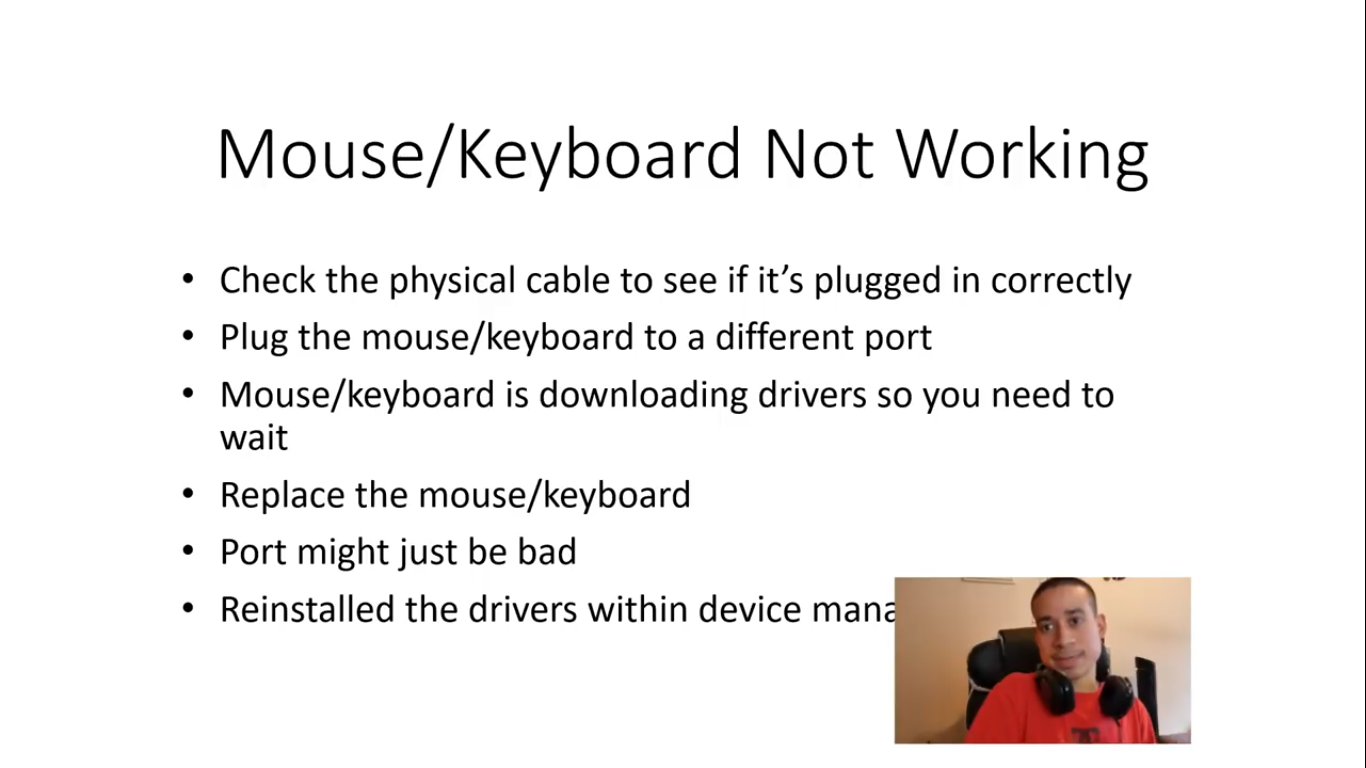 Mouse/Keyboard Not Working
• Check the physical cable to see if it’s plugged in correctly
• Plug the mouse/keyboard to a different port
• Mouse/keyboard is downloading drivers so you need to
wait
• Replace the mouse/keyboard
• Port might just be bad
• Reinstalled the drivers within device